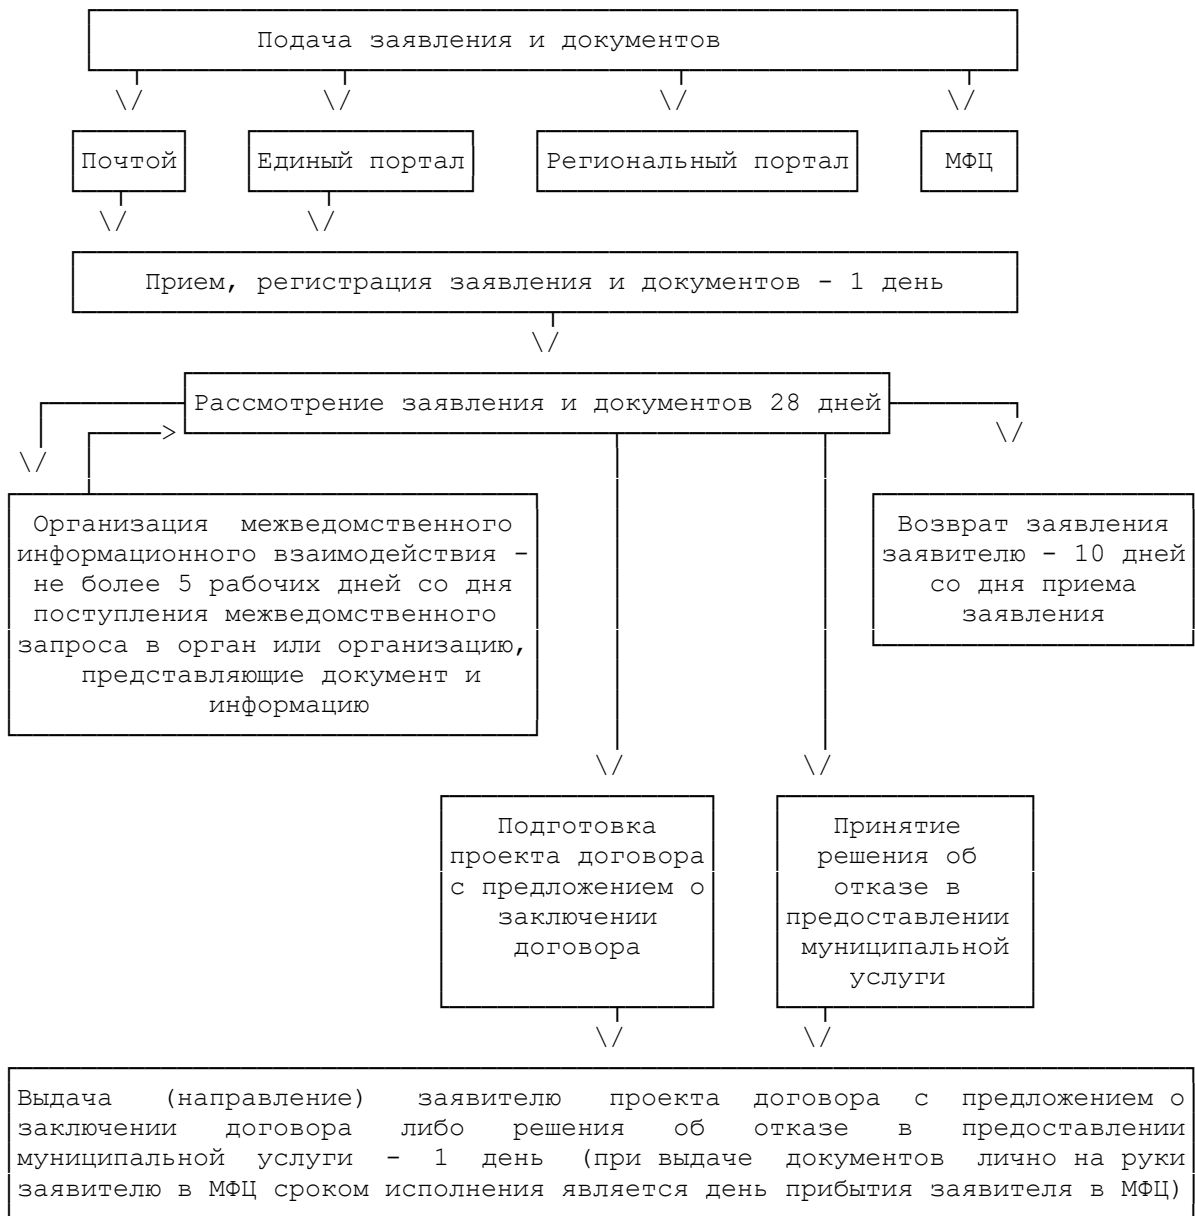 Подача заявления и документов
\/ \/ \/ \/
Почтой Единый портал Региональный портал МФЦ
\/ \/
Прием, регистрация заявления и документов - 1 день
\/
Рассмотрение заявления и документов 28 дней
>
\/
\/
Организация межведомственного
информационного взаимодействия -
не более 5 рабочих дней со дня
поступления межведомственного
запроса в орган или организацию,
представляющие документ и
информацию
Возврат заявления
заявителю - 10 дней
со дня приема
заявления
\/ \/
Подготовка
проекта договора
с предложением о
заключении
договора
Принятие
решения об
отказе в
предоставлении
муниципальной
услуги
\/ \/
Выдача (направление) заявителю проекта договора с предложением о
заключении договора либо решения об отказе в предоставлении
муниципальной услуги - 1 день (при выдаче документов лично на руки
заявителю в МФЦ сроком исполнения является день прибытия заявителя в МФЦ)